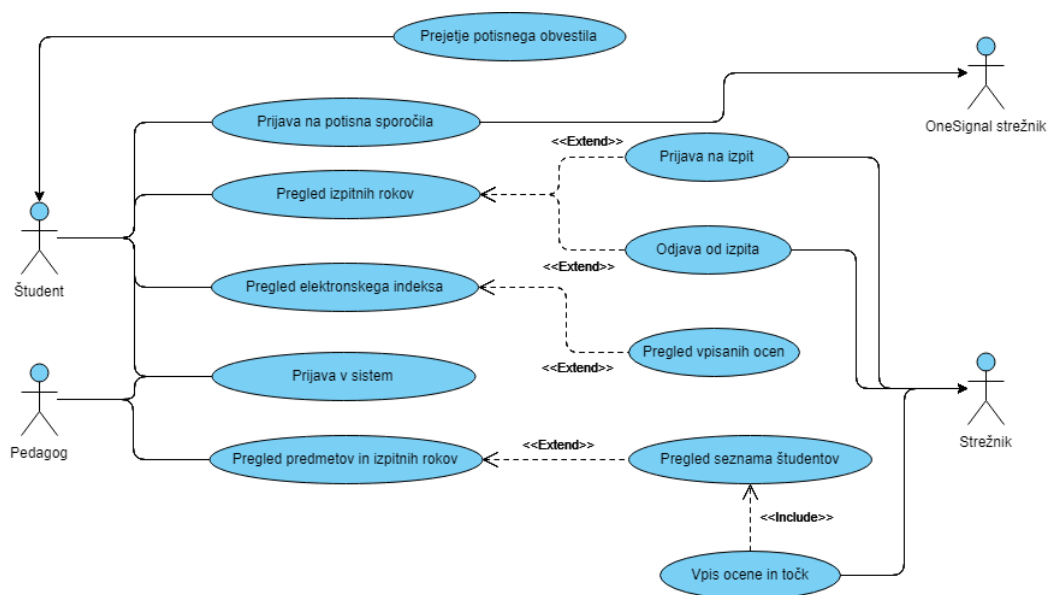 Prejetje potisnega obvestila
Prijava na potisna sporočila
OneSignal strežnik
<<Extend>>
Prijava na izpit
Pregled izpitnih rokov
Odjava od izpita
<<Extend>>
Študent
Pregled elektronskega indeksa
Pregled vpisanih ocen
<<Extend>>
Prijava v sistem
Pedagog
Strežnik
<<Extend>>
Pregled predmetov in izpitnih rokov
Pregled seznama študentov
<<Include>>
Vpis ocene in točk